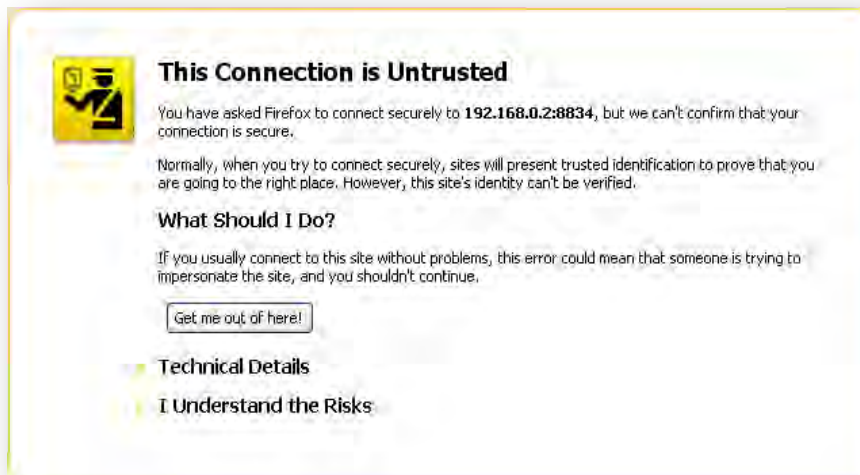 This Connection is Untrusted
You have asked Firefox to connect securely to 192.168.0.2:8834, but we can't confirm that your
connection is secure.
Normally, when you try to connect securely, sites will present trusted identification to prove that you
are going to the right place. However, this site's identity can't be verified.
What Should I Do?
If you usually connect to this site without problems, this error could mean that someone is trying to
impersonate the site, and you shouldn't continue.
Get me out of here!
Technical Details
I Understand the Risks